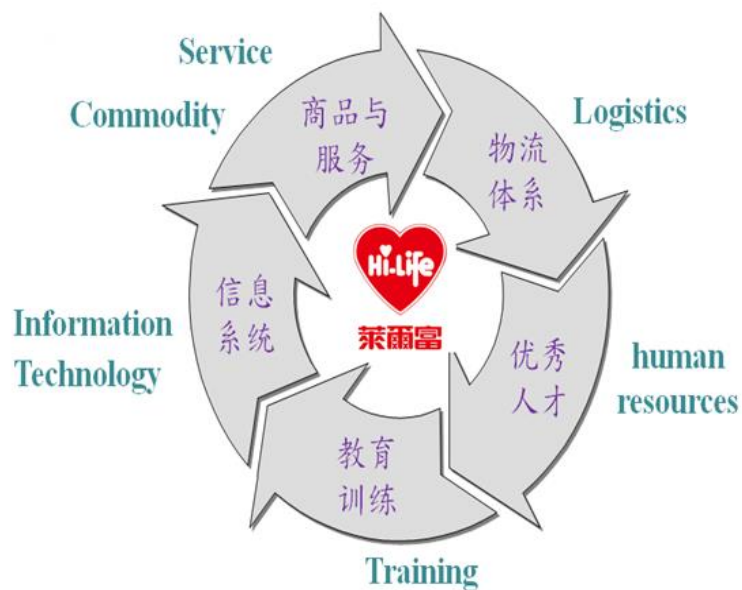 Service
Commodity
商品与
服务
Logistics
物流
体系
human
resources
优秀
人才
Training
教育
训练
Information
Technology
信息
系统
Hi-Life
萊爾富